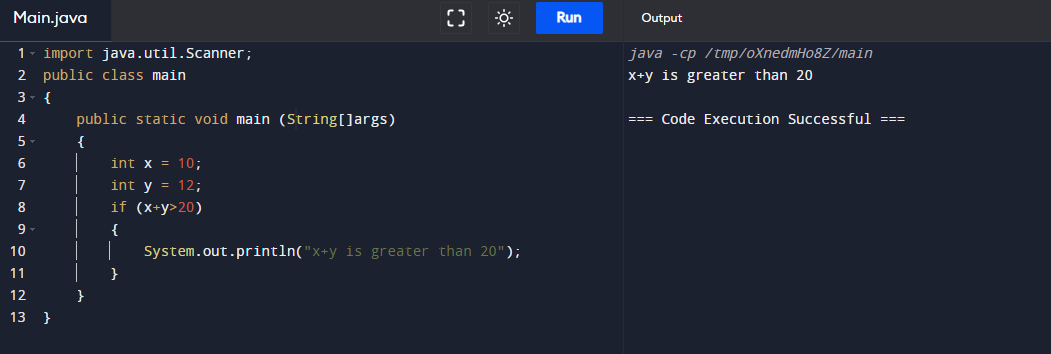 Main.java
Run
Output
1 import java.util.Scanner;
2 public class main
3 {
4     public static void main (String[]args)
5     {
6         int x = 10;
7         int y = 12;
8         if (x+y>20)
9         {
10             System.out.println("x+y is greater than 20");
11         }
12     }
13 }
java -cp /tmp/oXnedmHo8Z/main
x+y is greater than 20
=== Code Execution Successful ===